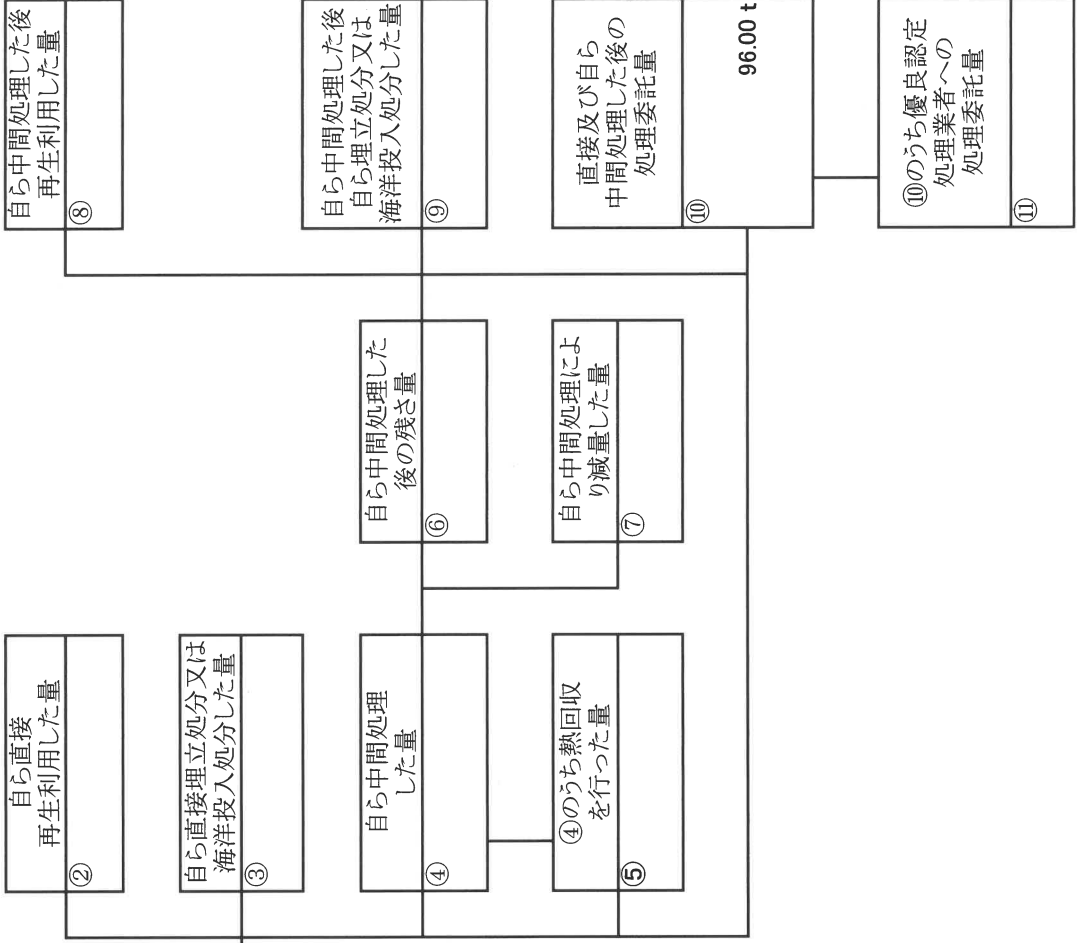 自ら直接
再生利用した量
②
自ら直接埋立処分又は
海洋投入処分した量
③
自ら中間処理
した量
④
④のうち熱回収
を行った量
⑤
自ら中間処理した
後の残さ量
⑥
自ら中間処理によ
り減量した量
⑦
自ら中間処理した後
再生利用した量
⑧
自ら中間処理した後
自ら埋立処分又は
海洋投入処分した量
⑨
直接及び自ら
中間処理した後の
処理委託量
⑩
96.00 t
⑩のうち優良認定
処理業者への
処理委託量
⑪